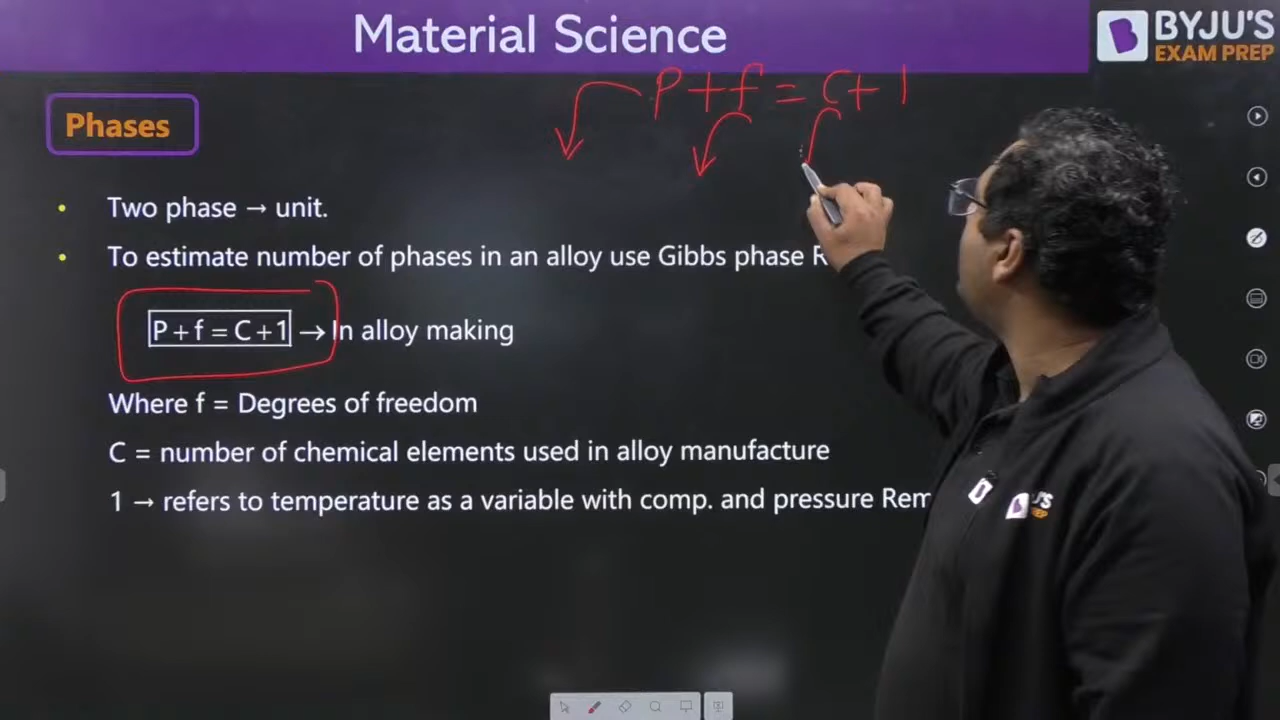 Material Science
BYJU'S
EXAM PREP
P + f = C + 1
Phases
• Two phase → unit.
• To estimate number of phases in an alloy use Gibbs phase
P + f = C + 1 → In alloy making
Where f = Degrees of freedom
C = number of chemical elements used in alloy manufacture
1 → refers to temperature as a variable with comp. and pressure